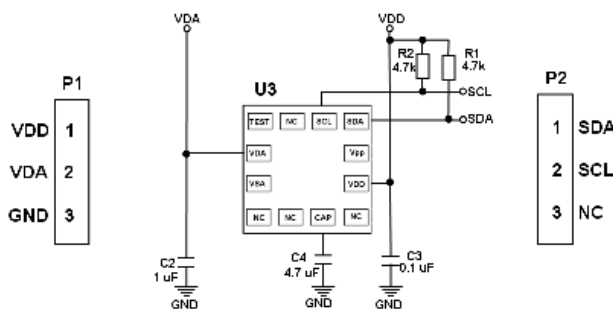 VDA
VDD
R2
4.7k
R1
4.7k
P1
P2
U3
SCL
SDA
VDD 1
VDA 2
GND 3
TEST NC SCL SDA
VDA VPP
VSA VDD
NC NC CAP NC
1 SDA
2 SCL
3 NC
C2
1 uF
C4
4.7 uF
C3
0.1 uF
GND
GND
GND